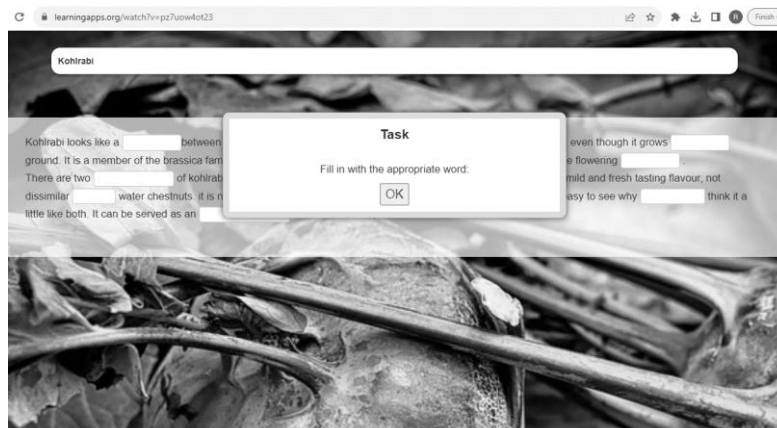 learningapps.org/watch?v=pz7uow4ot23
R
Finish
Kohlrabi
Task
Fill in with the appropriate word:
OK
Kohlrabi looks like a between even though it grows
ground. It is a member of the brassica fam e flowering .
There are two of kohlrab mild and fresh tasting flavour, not
dissimilar water chestnuts. it is n asy to see why think it a
little like both. It can be served as an